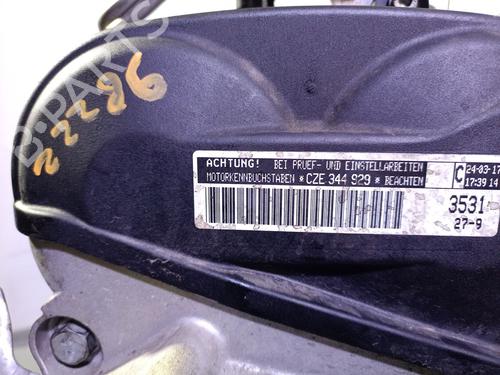 22286
B-PARTS
ACHTUNG! BEI PRUEF- UND EINSTELLARBEITEN
MOTORKENNBUCHSTABEN *CZE 344 929* BEACHTEN
C
24-03-17
17:39 14
3531
27-9